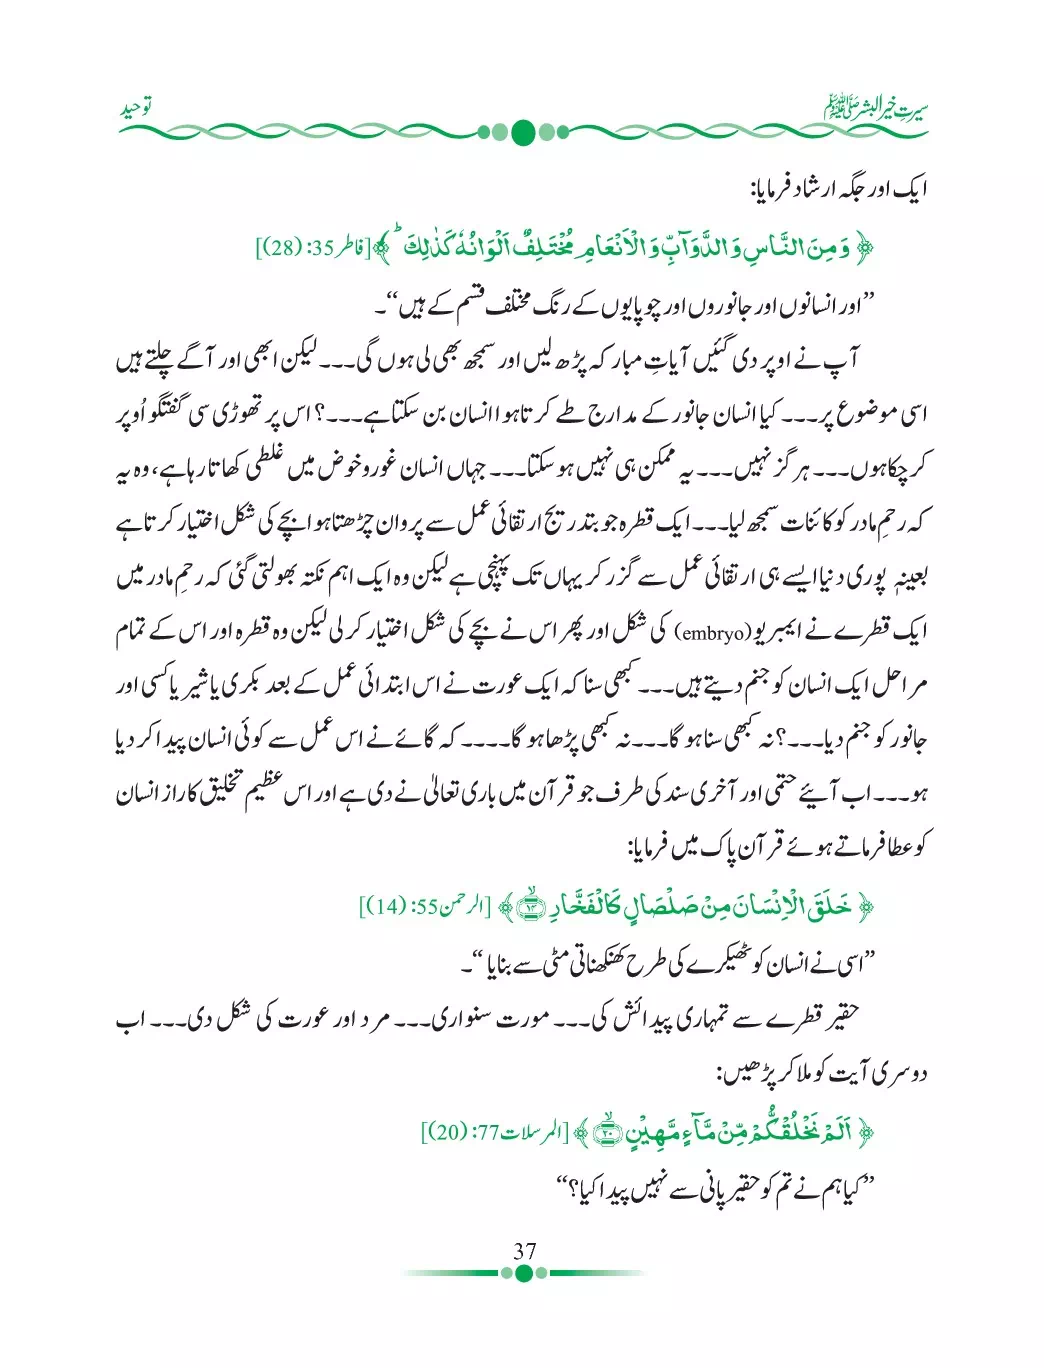 سیرتِ خیر البشر ﷺ
توحید
ایک اور جگہ ارشاد فرمایا:
﴿ وَمِنَ النَّاسِ وَالدَّوَآبِّ وَالْاَنْعَامِ مُخْتَلِفٌ اَلْوَانُهٗ كَذٰلِكَ ؕ ﴾ [فاطر35: (28)]
”اور انسانوں اور جانوروں اور چوپایوں کے رنگ مختلف قسم کے ہیں“۔
آپ نے اوپر دی گئیں آیاتِ مبارکہ پڑھ لیں اور سمجھ بھی لی ہوں گی۔۔۔ لیکن ابھی اور آگے چلتے ہیں
اسی موضوع پر۔۔۔ کیا انسان جانور کے مدارج طے کرتا ہوا انسان بن سکتا ہے۔۔۔؟ اس پر تھوڑی سی گفتگو اُوپر
کر چکا ہوں۔۔۔ ہر گز نہیں۔۔۔ یہ ممکن ہی نہیں ہو سکتا۔۔۔ جہاں انسان غور و خوض میں غلطی کھاتا رہا ہے، وہ یہ
کہ رحمِ مادر کو کائنات سمجھ لیا۔۔۔ ایک قطرہ جو بتدریج ارتقائی عمل سے پروان چڑھتا ہوا بچے کی شکل اختیار کرتا ہے
بعینہٖ پوری دنیا ایسے ہی ارتقائی عمل سے گزر کر یہاں تک پہنچی ہے لیکن وہ ایک اہم نکتہ بھولتی گئی کہ رحمِ مادر میں
ایک قطرے نے ایمبریو (embryo) کی شکل اور پھر اس نے بچے کی شکل اختیار کر لی لیکن وہ قطرہ اور اس کے تمام
مراحل ایک انسان کو جنم دیتے ہیں۔۔۔ کبھی سنا کہ ایک عورت نے اس ابتدائی عمل کے بعد بکری یا شیر یا کسی اور
جانور کو جنم دیا۔۔۔؟ نہ کبھی سنا ہو گا۔۔۔ نہ کبھی پڑھا ہو گا۔۔۔۔ کہ گائے نے اس عمل سے کوئی انسان پیدا کر دیا
ہو۔۔۔ اب آیئے حتمی اور آخری سند کی طرف جو قرآن میں باری تعالیٰ نے دی ہے اور اس عظیم تخلیق کا راز انسان
کو عطا فرماتے ہوئے قرآن پاک میں فرمایا:
﴿ خَلَقَ الْاِنْسَانَ مِنْ صَلْصَالٍ كَالْفَخَّارِ ۙ۱۴ ﴾ [الرحمن55: (14)]
”اسی نے انسان کو ٹھیکرے کی طرح کھنکھناتی مٹی سے بنایا “۔
حقیر قطرے سے تمہاری پیدائش کی۔۔۔ مورت سنواری۔۔۔ مرد اور عورت کی شکل دی۔۔۔ اب
دوسری آیت کو ملا کر پڑھیں:
﴿ اَلَمْ نَخْلُقْكُّمْ مِّنْ مَّآءٍ مَّهِيْنٍ ۙ۲۰ ﴾ [المرسلات77: (20)]
”کیا ہم نے تم کو حقیر پانی سے نہیں پیدا کیا؟“
37